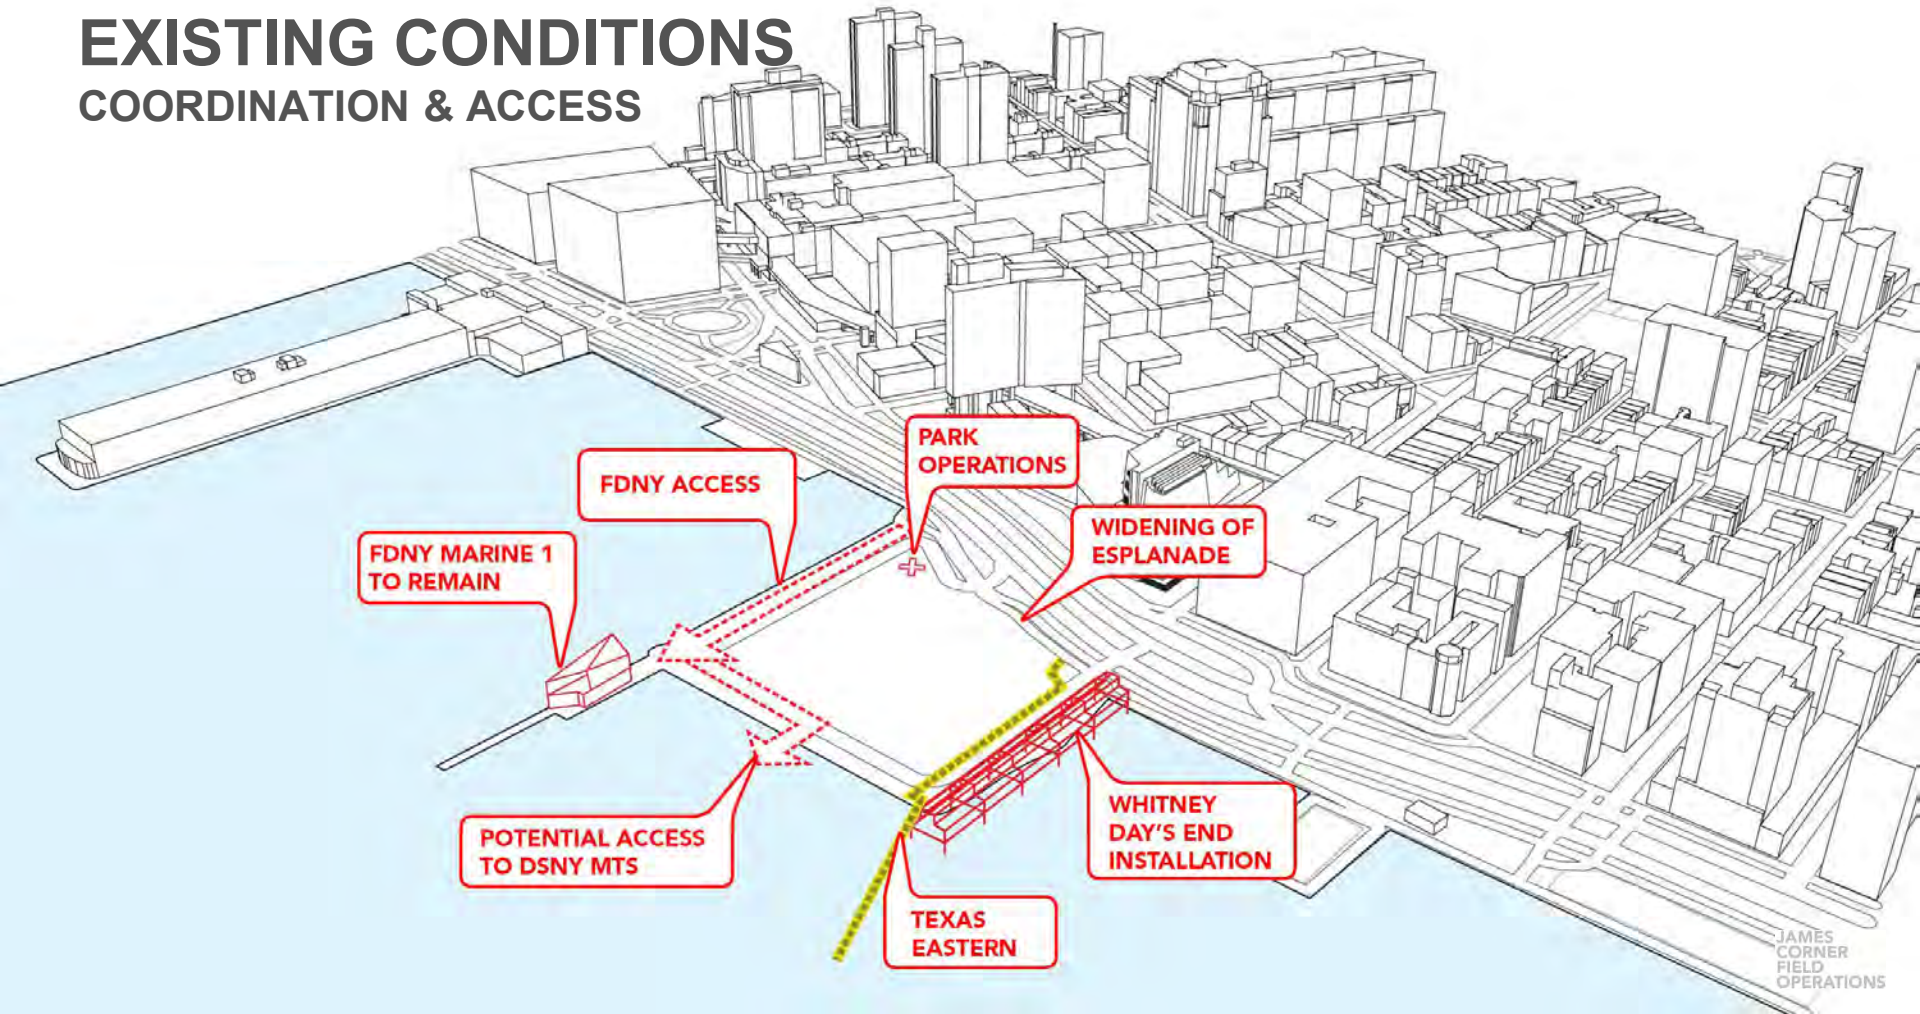 EXISTING CONDITIONS
COORDINATION & ACCESS
PARK
OPERATIONS
FDNY ACCESS
WIDENING OF
ESPLANADE
FDNY MARINE 1
TO REMAIN
POTENTIAL ACCESS
TO DSNY MTS
WHITNEY
DAY'S END
INSTALLATION
TEXAS
EASTERN
JAMES
CORNER
FIELD
OPERATIONS